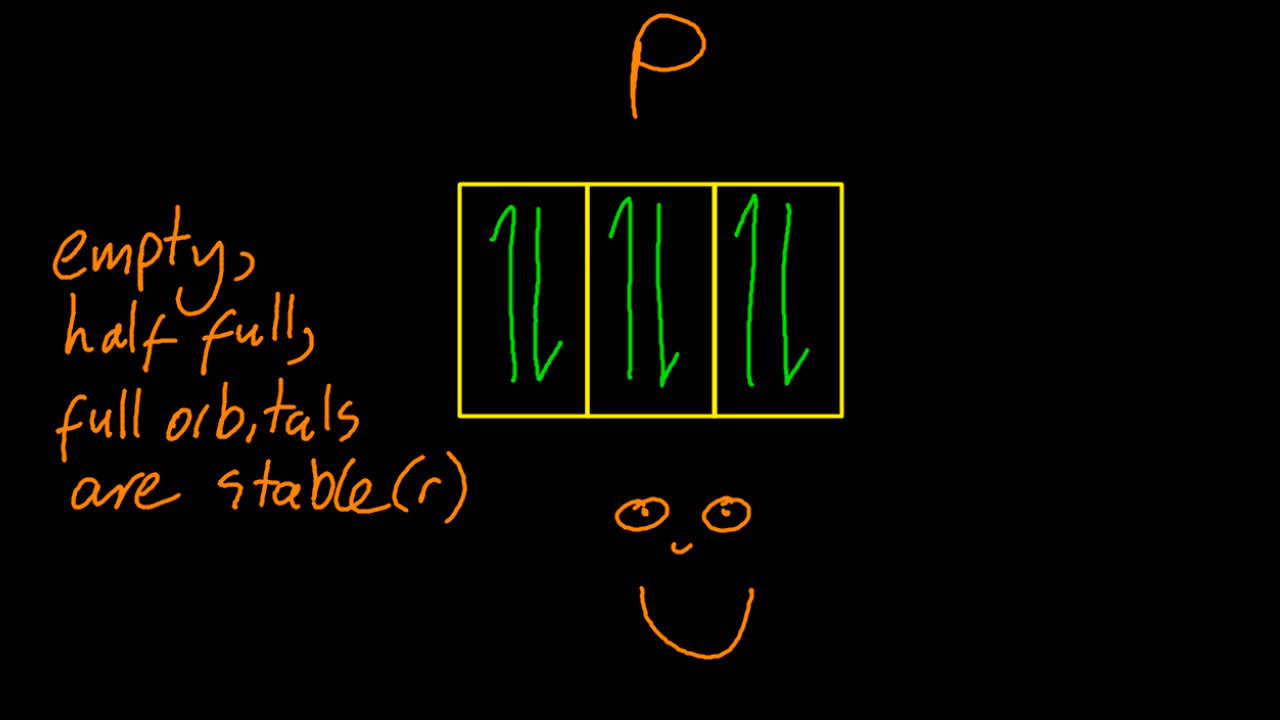 P
empty,
half full,
full orbitals
are stable(r)